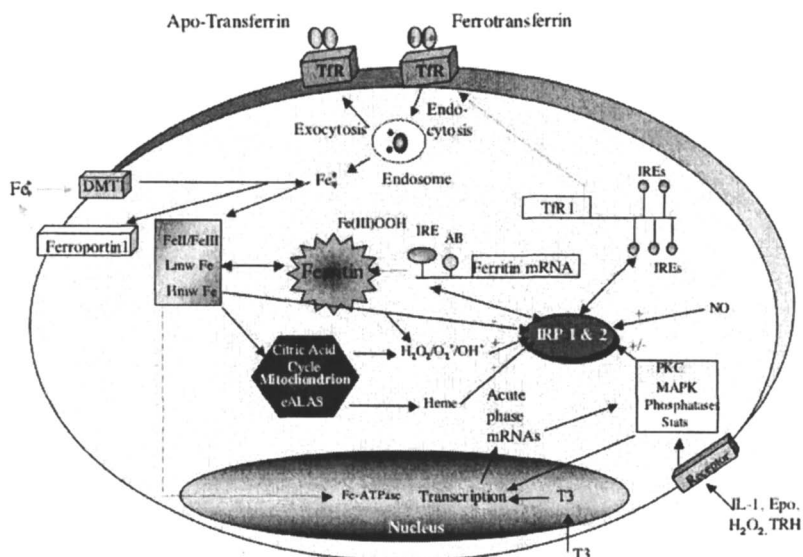 Apo-Transferrin
Ferrotransferrin
TfR
TfR
Exocytosis
Endo-
cytosis
Endosome
DMT1
Ferroportin1
FeII/FeIII
Lmw Fe
Hmw Fe
Fe(III)OOH
Ferritin
IRE
AB
Ferritin mRNA
TfR1
IREs
IREs
NO
+
+
+/-
-
IRP 1 & 2
Citric Acid
Cycle
Mitochondrion
eALAS
Heme
Acute
phase
mRNAs
PKC
MAPK
Phosphatases
Stats
Receptor
IL-1, Epo,
H₂O₂, TRH
Fe-ATPase
Transcription
T3
Nucleus
T3